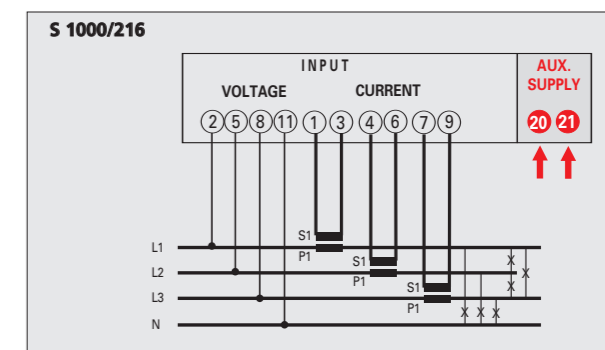 S 1000/216
INPUT
AUX.
SUPPLY
VOLTAGE CURRENT
2 5 8 11 1 3 4 6 7 9 20 21
S1
L1
P1
S1
L2
P1
S1
L3
P1
N
X X
X
X X X